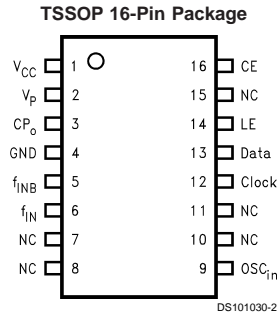 TSSOP 16-Pin Package
V_CC 1 16 CE
V_P 2 15 NC
CP_o 3 14 LE
GND 4 13 Data
f_INB 5 12 Clock
f_IN 6 11 NC
NC 7 10 NC
NC 8 9 OSC_in
DS101030-2